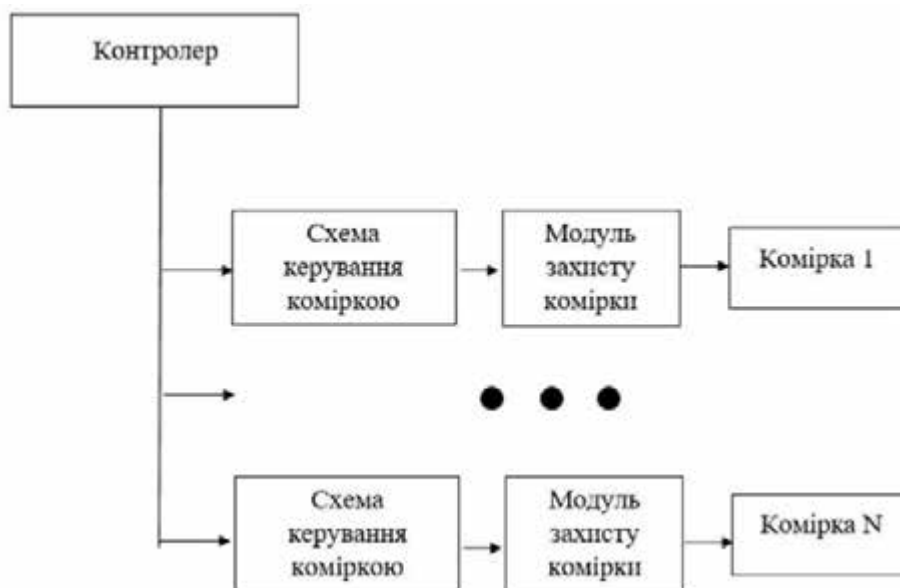 Контролер
Схема
керування
коміркою
Модуль
захисту
комірки
Комірка 1
Схема
керування
коміркою
Модуль
захисту
комірки
Комірка N